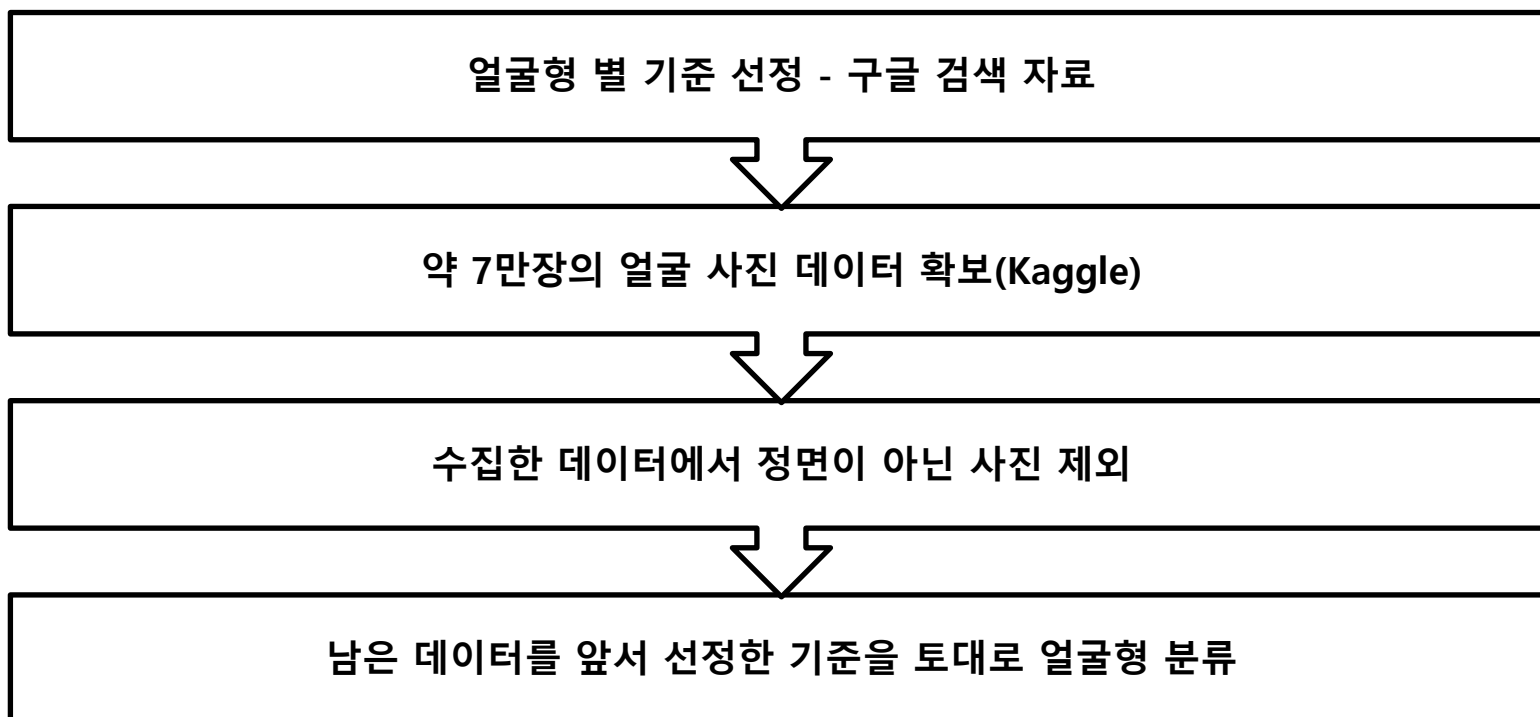 얼굴형 별 기준 선정 - 구글 검색 자료
약 7만장의 얼굴 사진 데이터 확보(Kaggle)
수집한 데이터에서 정면이 아닌 사진 제외
남은 데이터를 앞서 선정한 기준을 토대로 얼굴형 분류